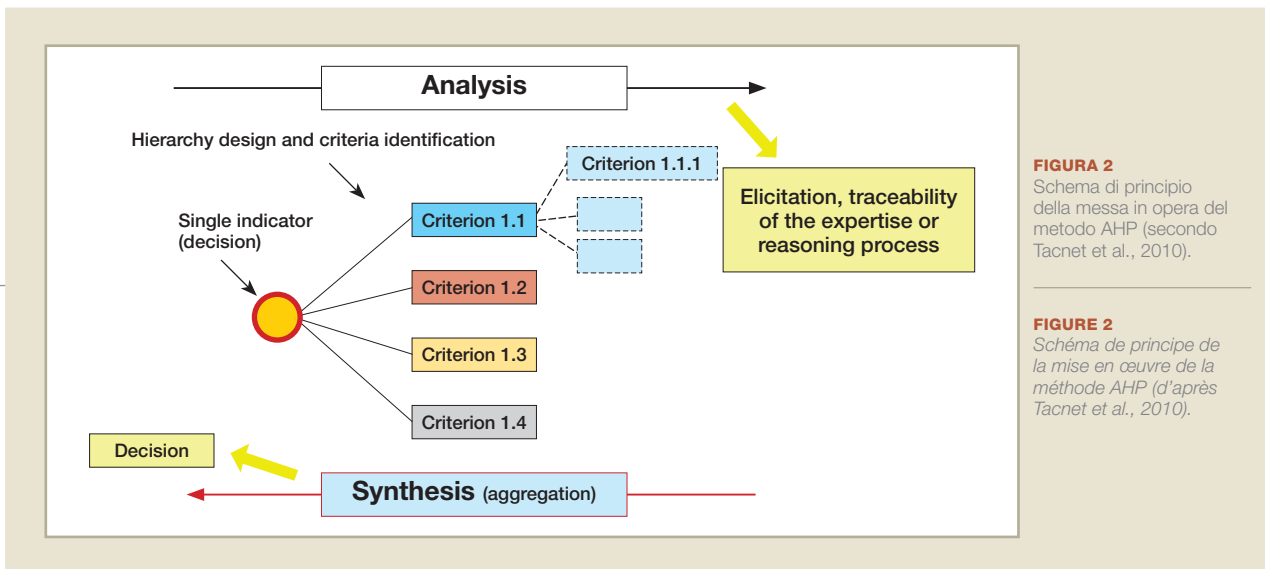 Analysis
Hierarchy design and criteria identification
Single indicator
(decision)
Criterion 1.1
Criterion 1.2
Criterion 1.3
Criterion 1.4
Criterion 1.1.1
Elicitation, traceability
of the expertise or
reasoning process
Decision
Synthesis (aggregation)
FIGURA 2
Schema di principio
della messa in opera del
metodo AHP (secondo
Tacnet et al., 2010).
FIGURE 2
Schéma de principe de
la mise en œuvre de la
méthode AHP (d'après
Tacnet et al., 2010).